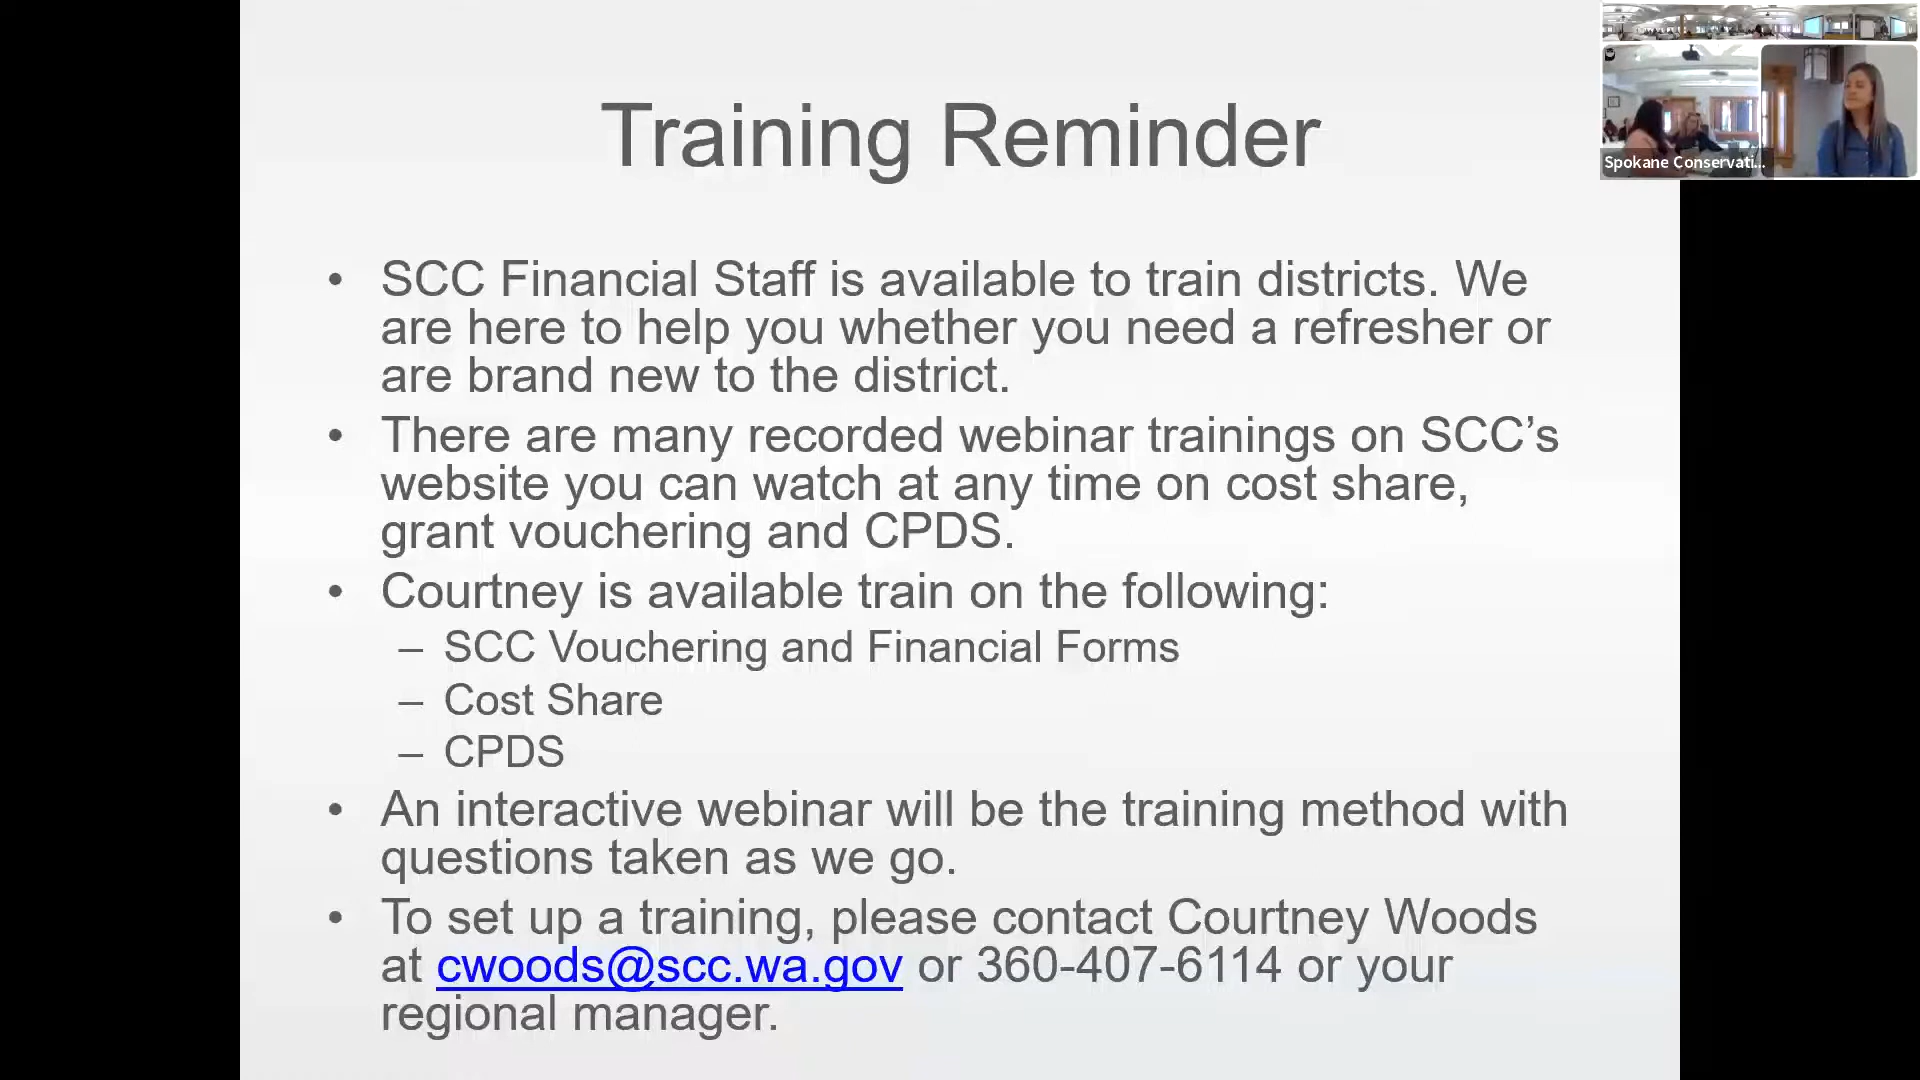 Training Reminder
• SCC Financial Staff is available to train districts. We
are here to help you whether you need a refresher or
are brand new to the district.
• There are many recorded webinar trainings on SCC’s
website you can watch at any time on cost share,
grant vouchering and CPDS.
• Courtney is available train on the following:
– SCC Vouchering and Financial Forms
– Cost Share
– CPDS
• An interactive webinar will be the training method with
questions taken as we go.
• To set up a training, please contact Courtney Woods
at cwoods@scc.wa.gov or 360-407-6114 or your
regional manager.
Spokane Conservati...